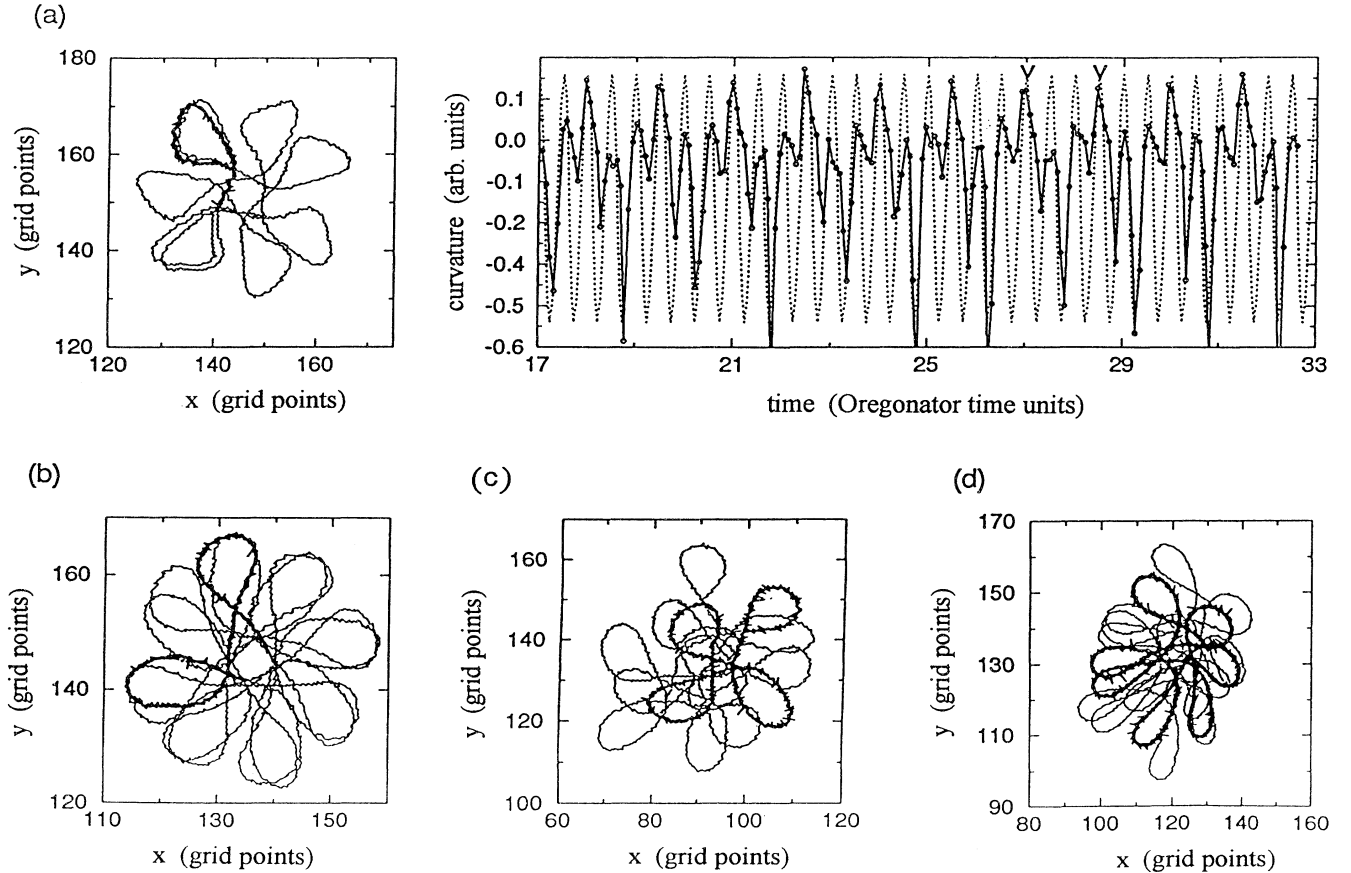 (a)
180
160
140
120
120
140
160
y (grid points)
x (grid points)
0.1
0.0
-0.1
-0.2
-0.4
-0.5
-0.6
17
21
25
29
33
V V
curvature (arb. units)
time (Oregonator time units)
(b)
160
140
120
110
130
150
y (grid points)
x (grid points)
(c)
160
140
120
100
60
80
100
120
y (grid points)
x (grid points)
(d)
170
150
130
110
90
80
100
120
140
160
y (grid points)
x (grid points)